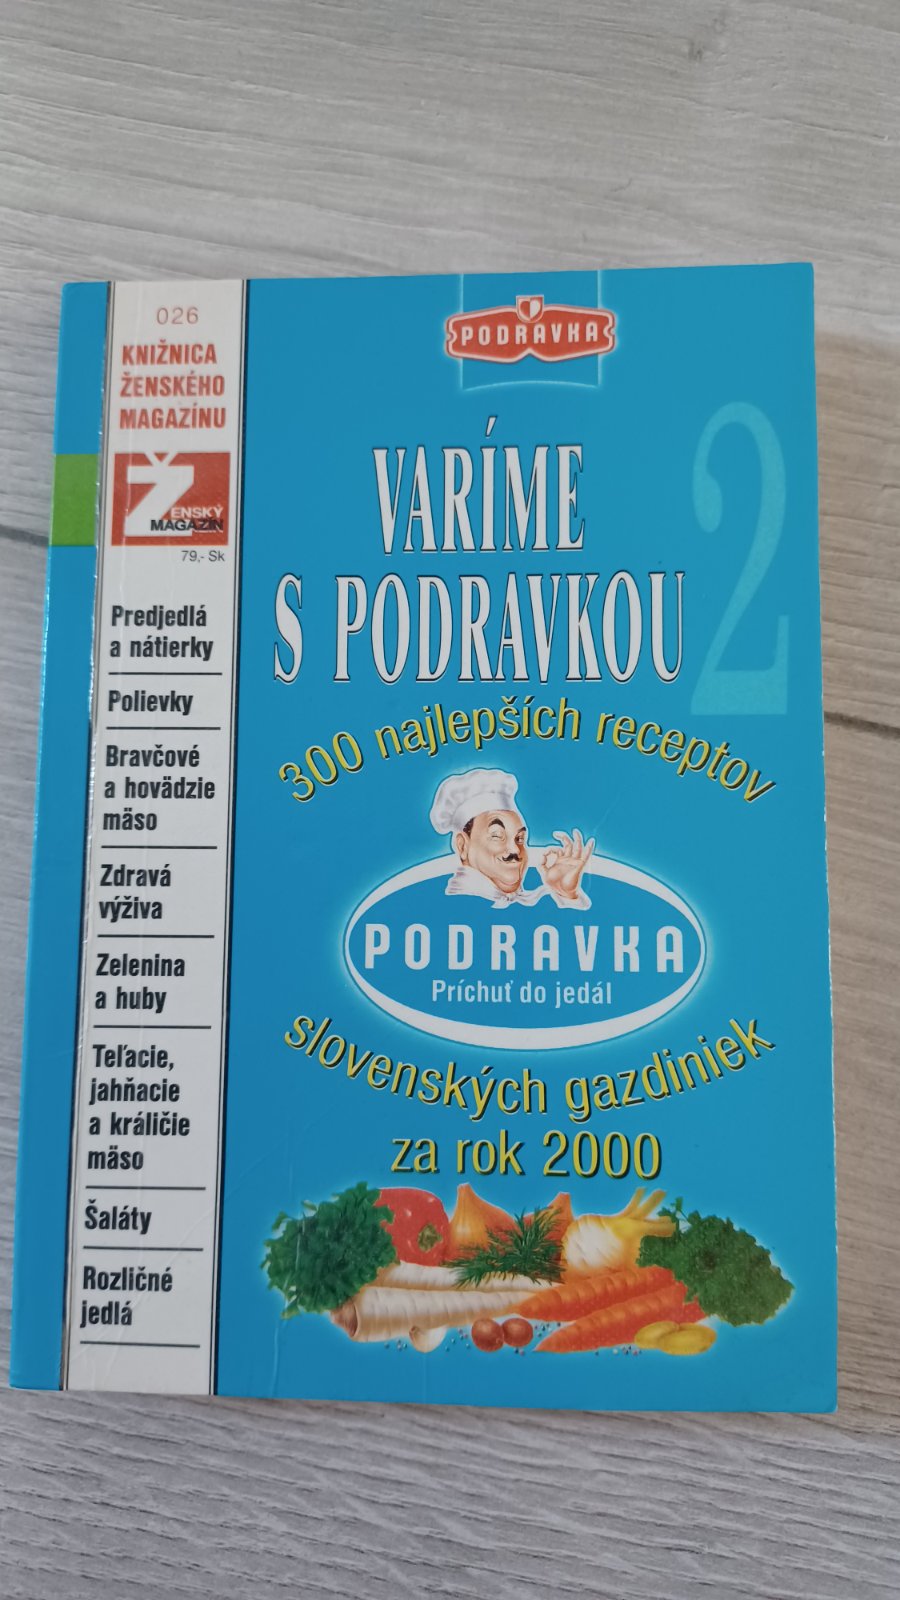 026
KNIŽNICA
ŽENSKÉHO
MAGAZÍNU
ŽENSKÝ
MAGAZÍN
79,- Sk
Predjedlá
a nátierky
Polievky
Bravčové
a hovädzie
mäso
Zdravá
výživa
Zelenina
a huby
Teľacie,
jahňacie
a králičie
mäso
Šaláty
Rozličné
jedlá
PODRAVKA
VARÍME
S PODRAVKOU
2
300 najlepších receptov
PODRAVKA
Príchuť do jedál
slovenských gazdiniek
za rok 2000